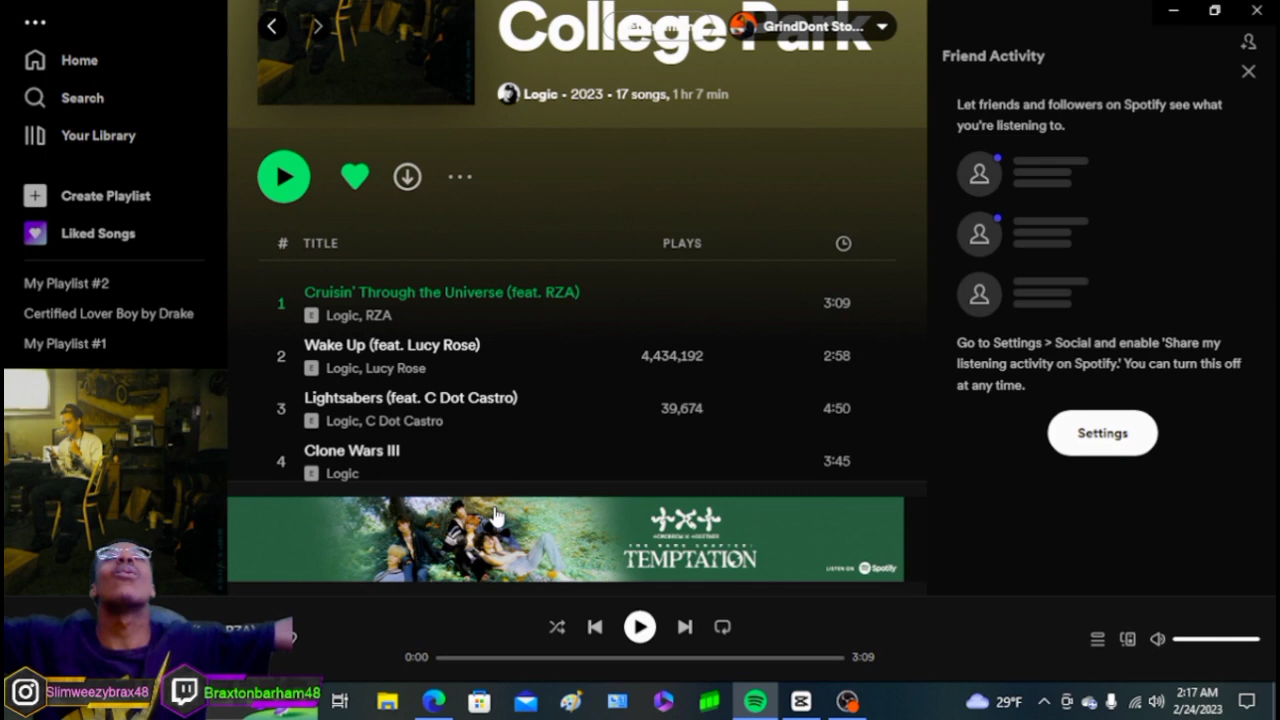 College Park
GrindDont Sto...
Logic • 2023 • 17 songs, 1 hr 7 min
Home
Search
Your Library
Create Playlist
Liked Songs
My Playlist #2
Certified Lover Boy by Drake
My Playlist #1
# TITLE PLAYS
1 Cruisin' Through the Universe (feat. RZA) 3:09
E Logic, RZA
2 Wake Up (feat. Lucy Rose) 4,434,192 2:58
E Logic, Lucy Rose
3 Lightsabers (feat. C Dot Castro) 39,674 4:50
E Logic, C Dot Castro
4 Clone Wars III 3:45
E Logic
TEMPTATION
LISTEN ON Spotify
Friend Activity
Let friends and followers on Spotify see what
you're listening to.
Go to Settings > Social and enable 'Share my
listening activity on Spotify.' You can turn this off
at any time.
Settings
RZA)
0:00 3:09
Slimweezybrax48
Braxtonbarham48
29°F
2:17 AM
2/24/2023